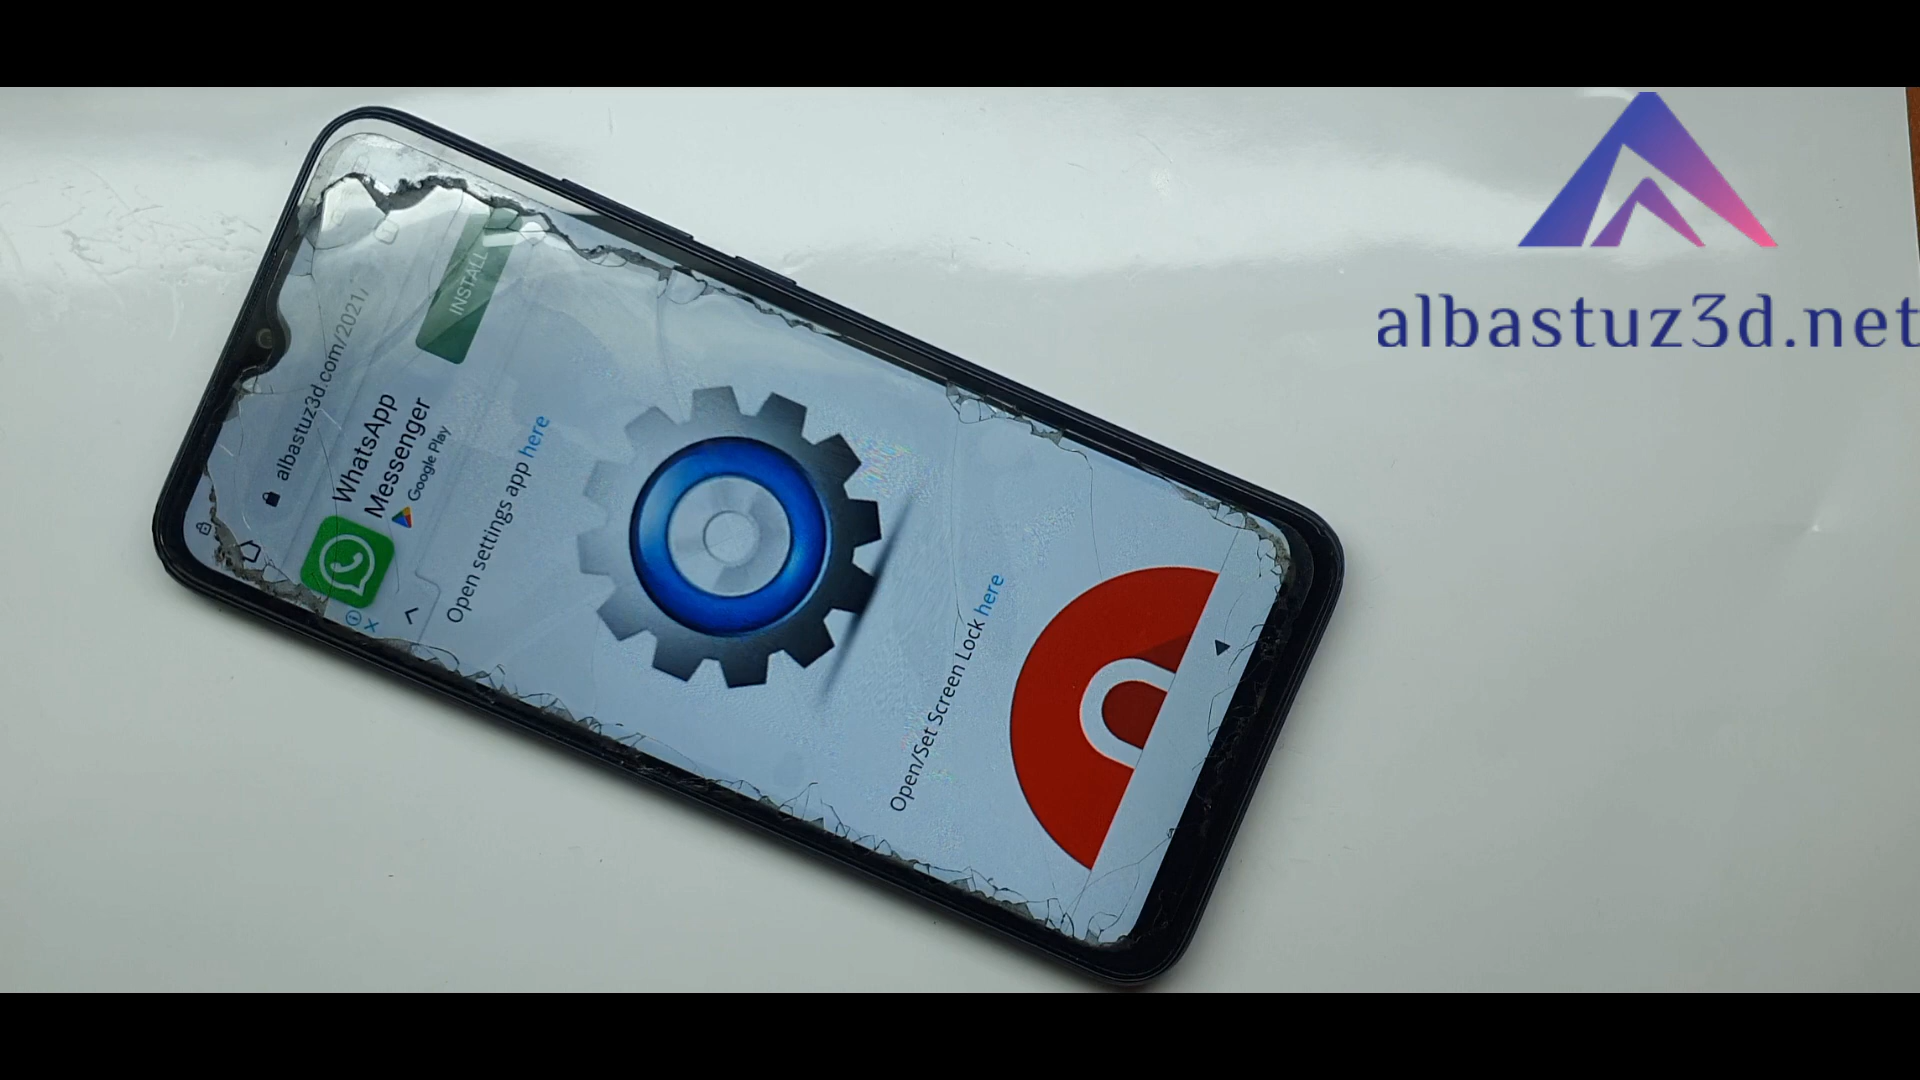 albastuz3d.net
albastuz3d.com/2021/
WhatsApp
Messenger
Google Play
INSTALL
X
Open settings app here
Open/Set Screen Lock here